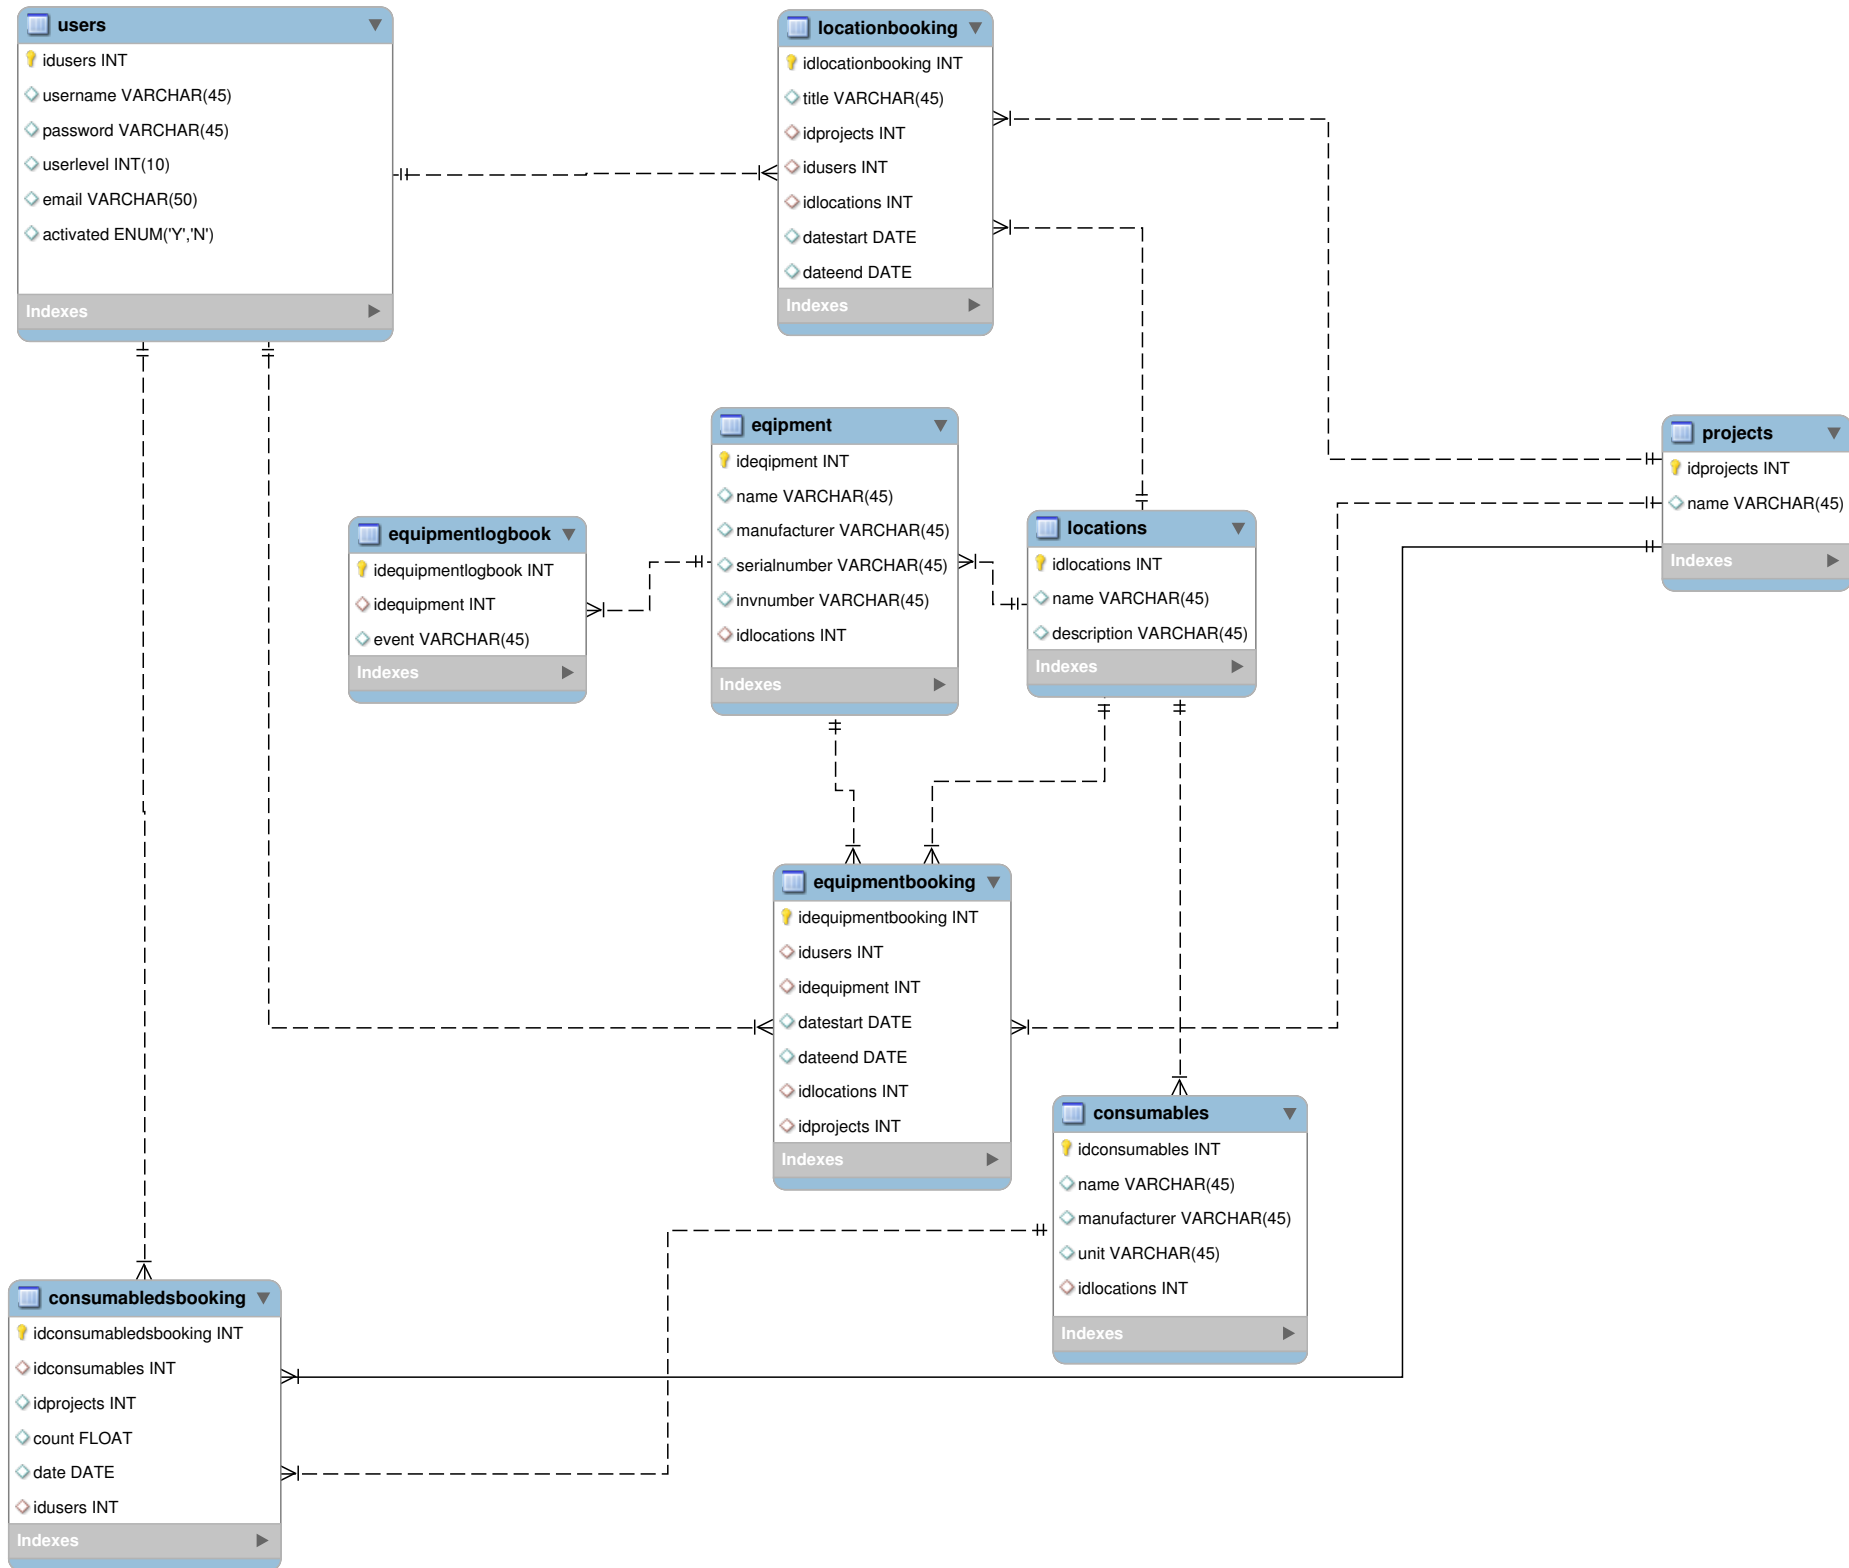 users
idusers INT
username VARCHAR(45)
password VARCHAR(45)
userlevel INT(10)
email VARCHAR(50)
activated ENUM('Y','N')
Indexes
locationbooking
idlocationbooking INT
title VARCHAR(45)
idprojects INT
idusers INT
idlocations INT
datestart DATE
dateend DATE
Indexes
eqipment
ideqipment INT
name VARCHAR(45)
manufacturer VARCHAR(45)
serialnumber VARCHAR(45)
invnumber VARCHAR(45)
idlocations INT
Indexes
projects
idprojects INT
name VARCHAR(45)
Indexes
equipmentlogbook
idequipmentlogbook INT
idequipment INT
event VARCHAR(45)
Indexes
locations
idlocations INT
name VARCHAR(45)
description VARCHAR(45)
Indexes
equipmentbooking
idequipmentbooking INT
idusers INT
idequipment INT
datestart DATE
dateend DATE
idlocations INT
idprojects INT
Indexes
consumables
idconsumables INT
name VARCHAR(45)
manufacturer VARCHAR(45)
unit VARCHAR(45)
idlocations INT
Indexes
consumabledsbooking
idconsumabledsbooking INT
idconsumables INT
idprojects INT
count FLOAT
date DATE
idusers INT
Indexes